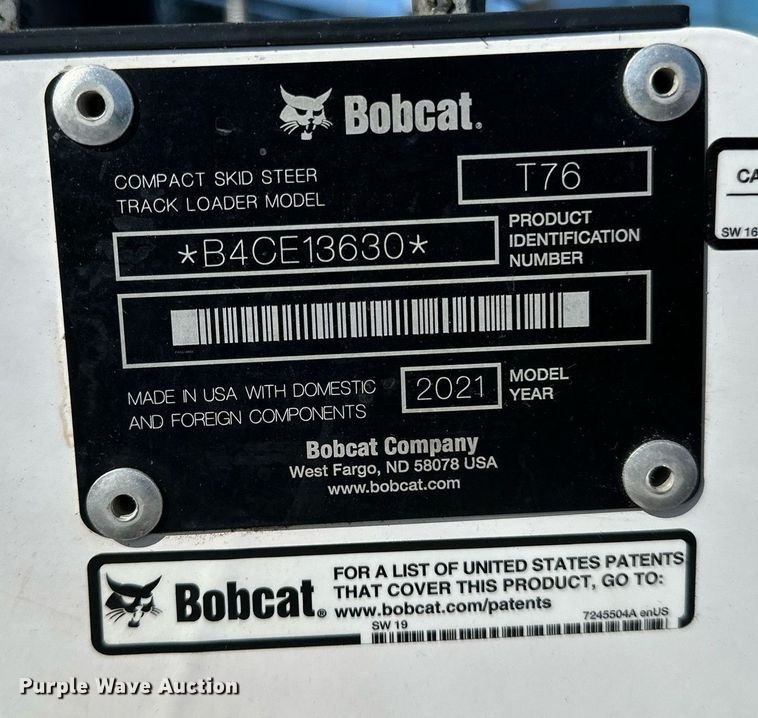 Bobcat.
COMPACT SKID STEER
TRACK LOADER MODEL
T76
*B4CE13630*
PRODUCT
IDENTIFICATION
NUMBER
MADE IN USA WITH DOMESTIC
AND FOREIGN COMPONENTS
2021
MODEL
YEAR
Bobcat Company
West Fargo, ND 58078 USA
www.bobcat.com
CA
SW 16
Bobcat.
FOR A LIST OF UNITED STATES PATENTS
THAT COVER THIS PRODUCT, GO TO:
www.bobcat.com/patents
SW 19
7245504A enUS
Purple Wave Auction